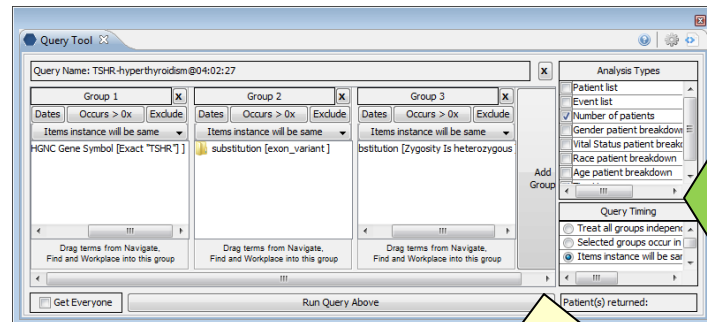 Query Tool
Query Name: TSHR-hyperthyroidism@04:02:27
x
Group 1 x
Dates Occurs > 0x Exclude
Items instance will be same
HGNC Gene Symbol [Exact "TSHR"] ]
Drag terms from Navigate,
Find and Workplace into this group
Group 2 x
Dates Occurs > 0x Exclude
Items instance will be same
substitution [exon_variant ]
Drag terms from Navigate,
Find and Workplace into this group
Group 3 x
Dates Occurs > 0x Exclude
Items instance will be same
bstitution [Zygosity Is heterozygous
Drag terms from Navigate,
Find and Workplace into this group
Add
Group
Get Everyone
Run Query Above
Analysis Types
Patient list
Event list
Number of patients
Gender patient breakdown
Vital Status patient break
Race patient breakdown
Age patient breakdown
Query Timing
Treat all groups independ
Selected groups occur in
Items instance will be sar
Patient(s) returned: